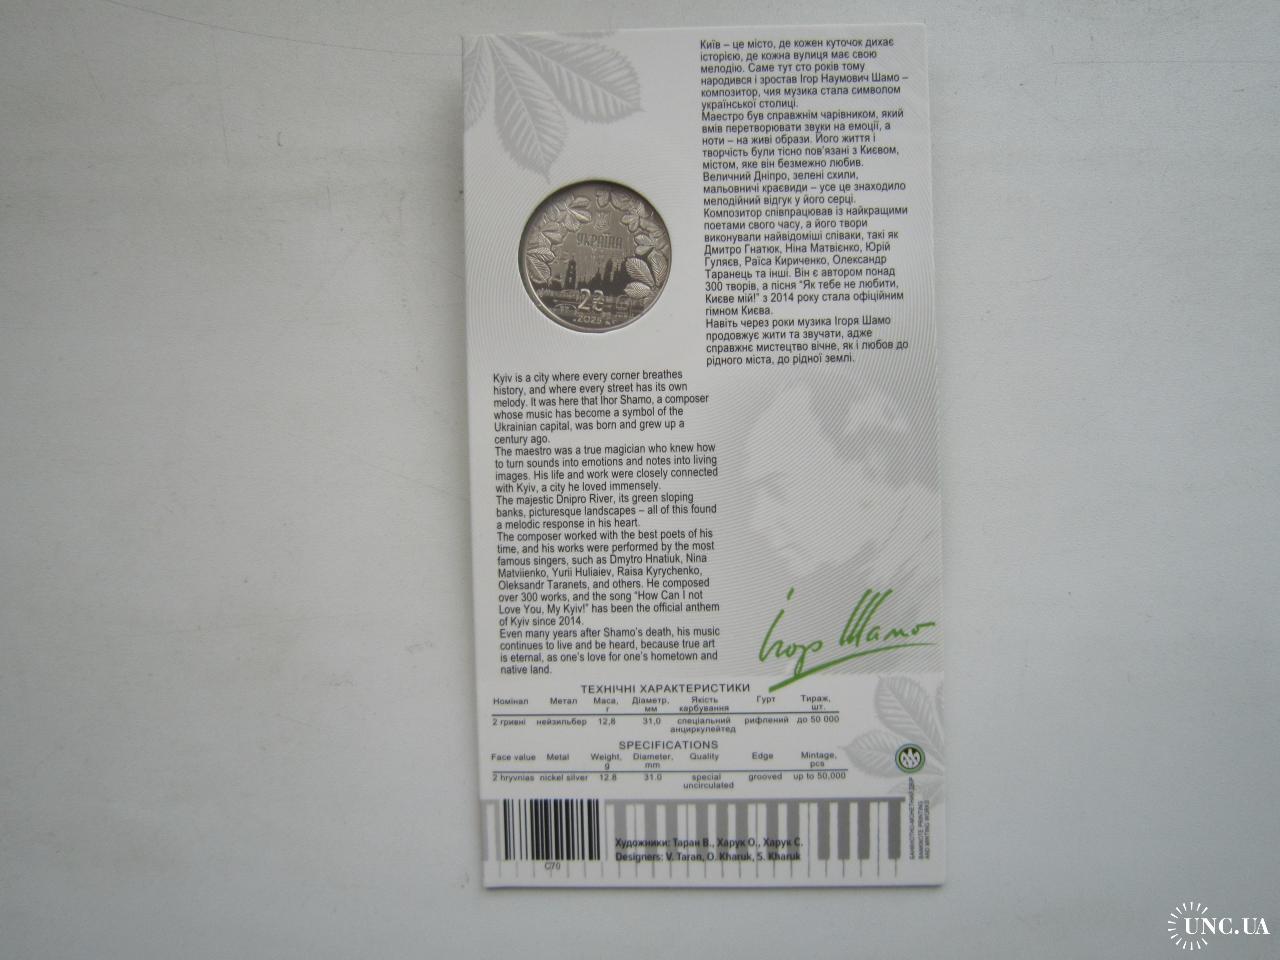 Київ – це місто, де кожен куточок дихає
історією, де кожна вулиця має свою
мелодію. Саме тут сто років тому
народився і зростав Ігор Наумович Шамо –
композитор, чия музика стала символом
української столиці.
Маестро був справжнім чарівником, який
вмів перетворювати звуки на емоції, а
ноти – на живі образи. Його життя і
творчість були тісно пов'язані з Києвом,
містом, яке він безмежно любив.
Величний Дніпро, зелені схили,
мальовничі краєвиди – усе це знаходило
мелодійний відгук у його серці.
Композитор співпрацював із найкращими
поетами свого часу, а його твори
виконували найвідоміші співаки, такі як
Дмитро Гнатюк, Ніна Матвієнко, Юрій
Гуляєв, Раїса Кириченко, Олександр
Таранець та інші. Він є автором понад
300 творів, а пісня “Як тебе не любити,
Києве мій!” з 2014 року стала офіційним
гімном Києва.
Навіть через роки музика Ігоря Шамо
продовжує жити та звучати, адже
справжнє мистецтво вічне, як і любов до
рідного міста, до рідної землі.
УКРАЇНА
2₴
2025
Kyiv is a city where every corner breathes
history, and where every street has its own
melody. It was here that Ihor Shamo, a composer
whose music has become a symbol of the
Ukrainian capital, was born and grew up a
century ago.
The maestro was a true magician who knew how
to turn sounds into emotions and notes into living
images. His life and work were closely connected
with Kyiv, a city he loved immensely.
The majestic Dnipro River, its green sloping
banks, picturesque landscapes – all of this found
a melodic response in his heart.
The composer worked with the best poets of his
time, and his works were performed by the most
famous singers, such as Dmytro Hnatiuk, Nina
Matviienko, Yurii Huliaiev, Raisa Kyrychenko,
Oleksandr Taranets, and others. He composed
over 300 works, and the song “How Can I not
Love You, My Kyiv!” has been the official anthem
of Kyiv since 2014.
Even many years after Shamo's death, his music
continues to live and be heard, because true art
is eternal, as one's love for one's hometown and
native land.
Ігор Шамо
ТЕХНІЧНІ ХАРАКТЕРИСТИКИ
Номінал Метал Маса, г Діаметр, мм Якість карбування Гурт Тираж, шт.
2 гривні нейзильбер 12,8 31,0 спеціальний анциркулейтед рифлений до 50 000
SPECIFICATIONS
Face value Metal Weight, g Diameter, mm Quality Edge Mintage, pcs
2 hryvnias nickel silver 12.8 31.0 special uncirculated grooved up to 50,000
Художники: Таран В., Харук О., Харук С.
Designers: V. Taran, O. Kharuk, S. Kharuk
C70
БАНКНОТНО-МОНЕТНИЙ ДВІР
BANKNOTE PRINTING
AND MINTING WORKS
UNC.UA